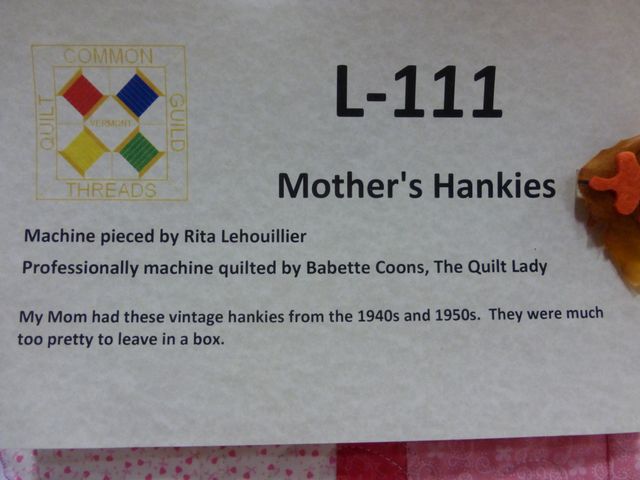 COMMON
QUILT
GUILD
VERMONT
THREADS
L-111
Mother's Hankies
Machine pieced by Rita Lehouillier
Professionally machine quilted by Babette Coons, The Quilt Lady
My Mom had these vintage hankies from the 1940s and 1950s. They were much
too pretty to leave in a box.